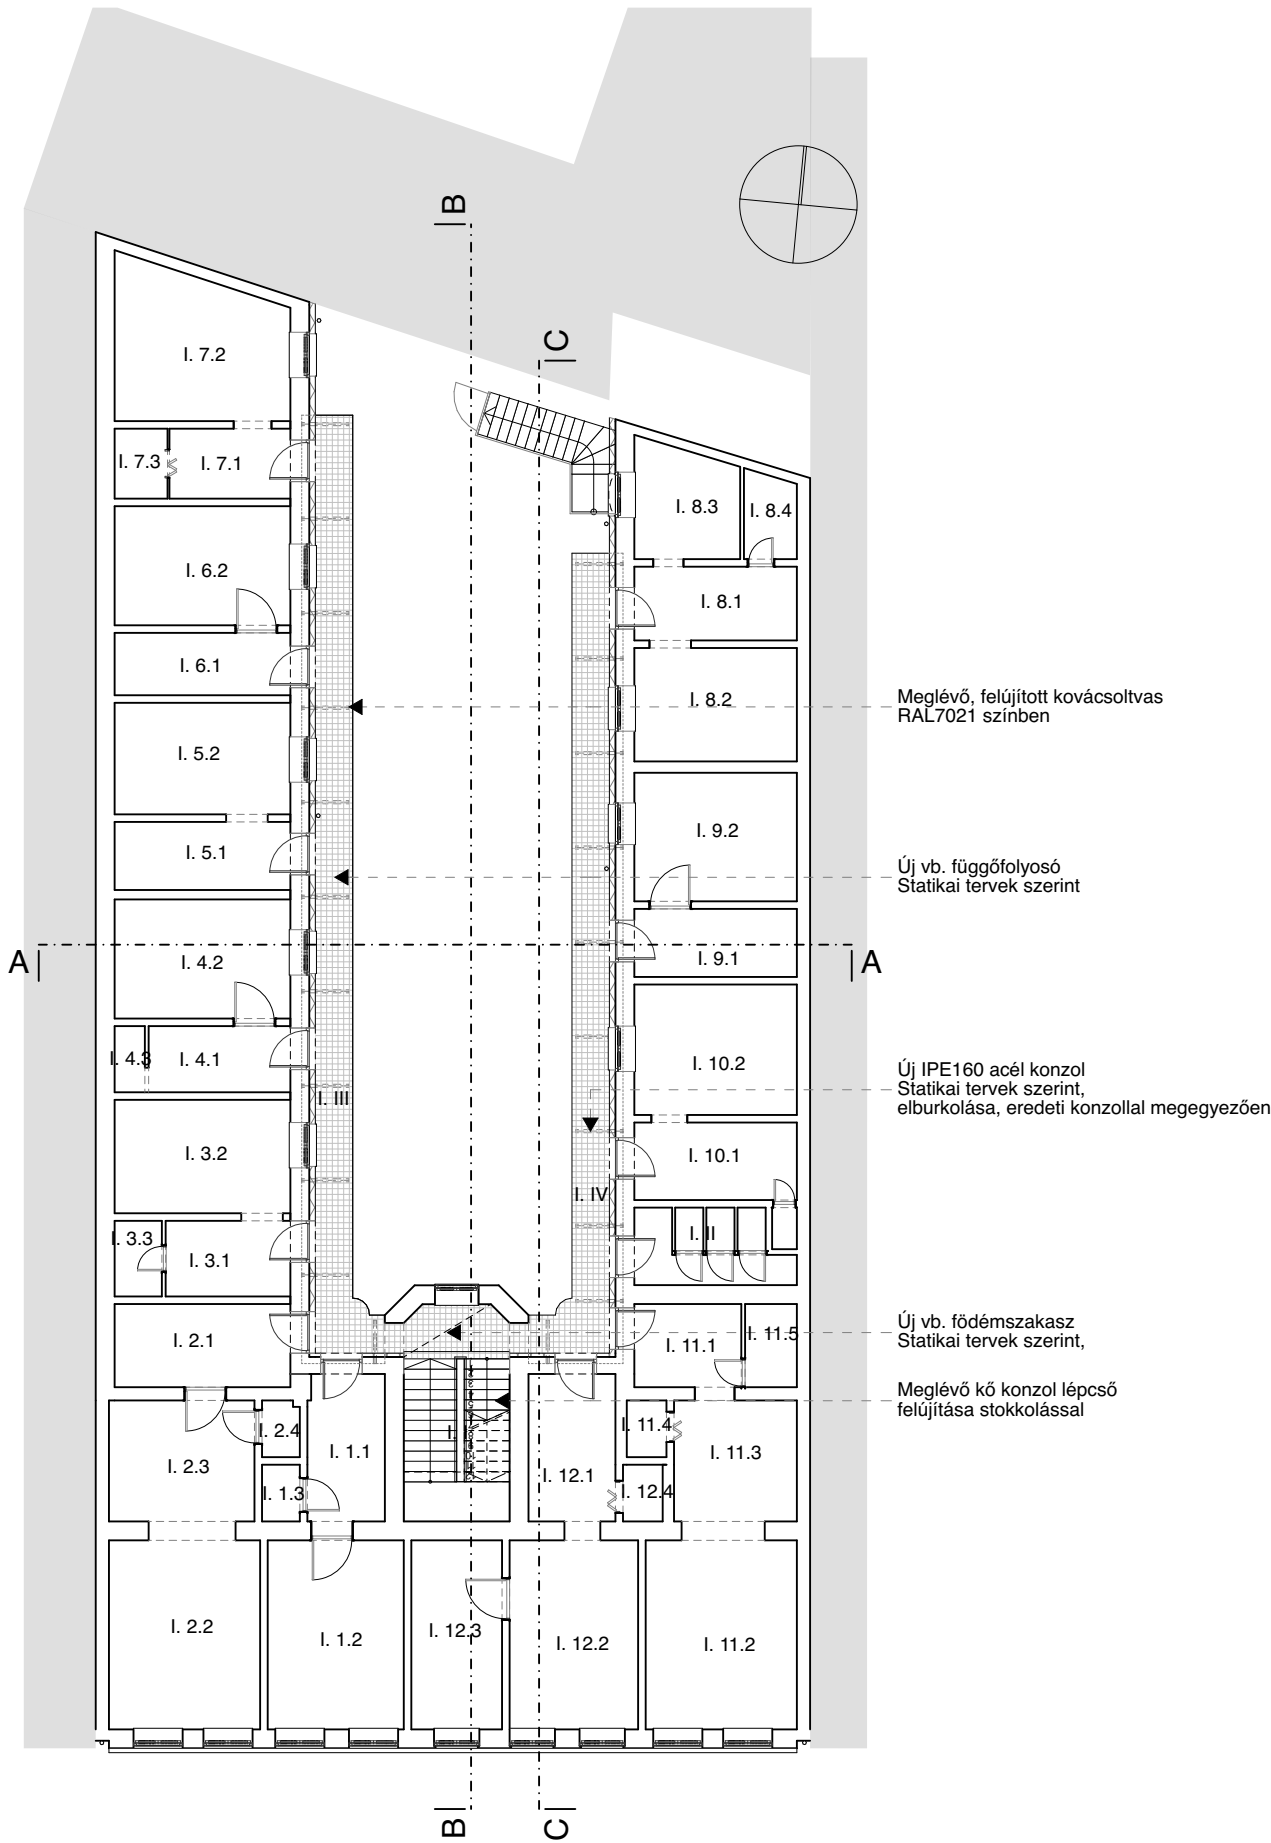 B
C
I. 7.2
I. 7.3
I. 7.1
I. 8.3
I. 8.4
I. 6.2
I. 8.1
I. 6.1
I. 8.2
Meglévő, felújított kovácsoltvas
RAL7021 színben
I. 5.2
I. 9.2
I. 5.1
Új vb. függőfolyosó
Statikai tervek szerint
A
I. 4.2
I. 9.1
A
I. 4.3
I. 4.1
I. 10.2
Új IPE160 acél konzol
Statikai tervek szerint,
elburkolása, eredeti konzollal megegyezően
I. III
I. 3.2
I. 10.1
I. IV
I. 3.3
I. 3.1
I. II
I. 2.1
I. 11.1
I. 11.5
Új vb. födémszakasz
Statikai tervek szerint,
Meglévő kő konzol lépcső
felújítása stokkolással
I. 2.4
I. 11.4
I. 2.3
I. 1.1
I. 11.3
I. 1.3
I. 12.1
I. 12.4
I. 2.2
I. 1.2
I. 12.3
I. 12.2
I. 11.2
B
C